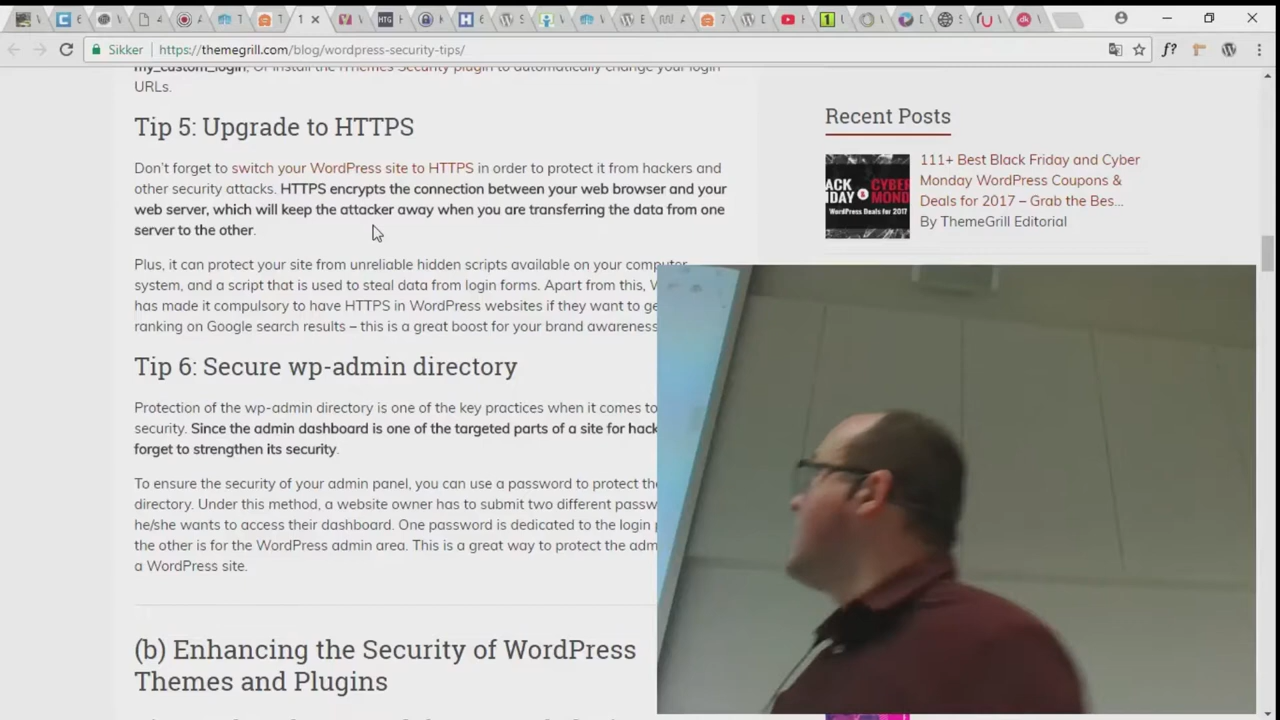 Sikker
https://themegrill.com/blog/wordpress-security-tips/
my_custom_login, Or install the iThemes Security plugin to automatically change your login
URLs.
Tip 5: Upgrade to HTTPS
Don't forget to switch your WordPress site to HTTPS in order to protect it from hackers and
other security attacks. HTTPS encrypts the connection between your web browser and your
web server, which will keep the attacker away when you are transferring the data from one
server to the other.
Plus, it can protect your site from unreliable hidden scripts available on your computer
system, and a script that is used to steal data from login forms. Apart from this, W
has made it compulsory to have HTTPS in WordPress websites if they want to ge
ranking on Google search results – this is a great boost for your brand awareness
Tip 6: Secure wp-admin directory
Protection of the wp-admin directory is one of the key practices when it comes to
security. Since the admin dashboard is one of the targeted parts of a site for hack
forget to strengthen its security.
To ensure the security of your admin panel, you can use a password to protect the
directory. Under this method, a website owner has to submit two different passw
he/she wants to access their dashboard. One password is dedicated to the login
the other is for the WordPress admin area. This is a great way to protect the adm
a WordPress site.
(b) Enhancing the Security of WordPress
Themes and Plugins
Recent Posts
ACK
IDAY
CYBER
MOND
WordPress Deals for 2017
111+ Best Black Friday and Cyber
Monday WordPress Coupons &
Deals for 2017 – Grab the Bes...
By ThemeGrill Editorial